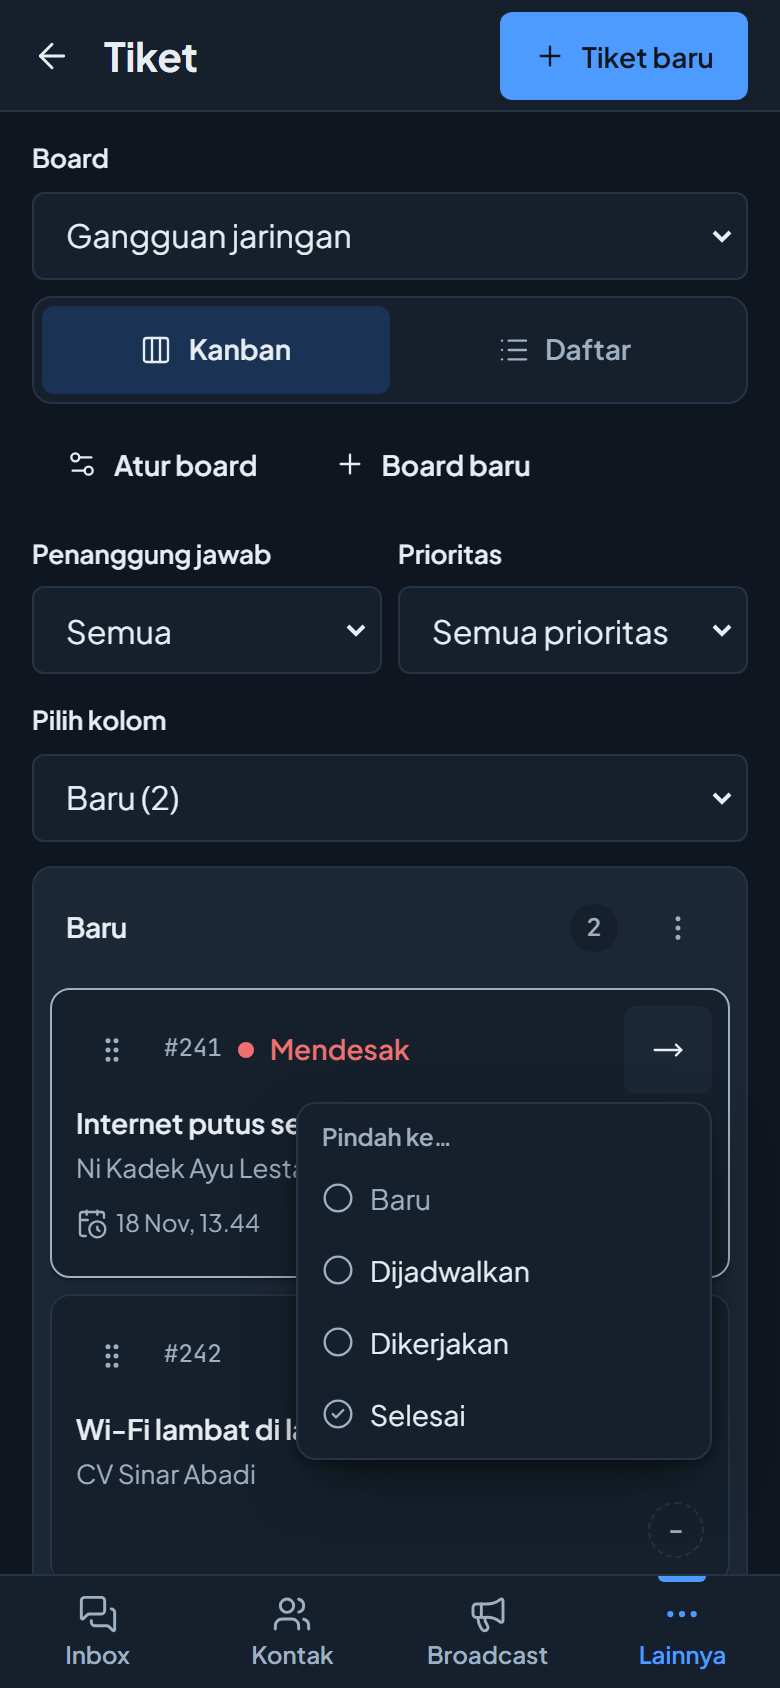 Tiket
Tiket baru
Board
Gangguan jaringan
Kanban
Daftar
Atur board
Board baru
Penanggung jawab
Prioritas
Semua
Semua prioritas
Pilih kolom
Baru (2)
Baru
2
#241
Mendesak
Internet putus
Ni Kadek Ayu
18 Nov, 13.44
Pindah ke...
Baru
Dijadwalkan
Dikerjakan
Selesai
#242
Wi-Fi lambat di
CV Sinar Abadi
–
Inbox
Kontak
Broadcast
Lainnya